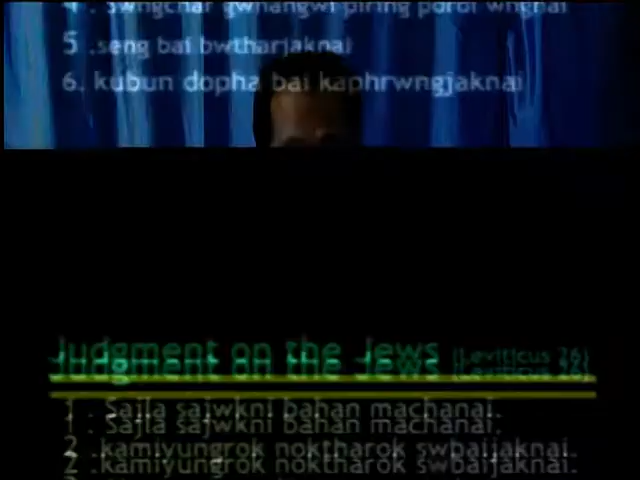 5 .seng bai bwtharjaknai
6. kubun dopha bai kaphrwngjaknai
Judgment on the Jews (Leviticus 26)
1 . Sajla sajwkni bahan machanai.
2 .kamiyungrok noktharok swbaijaknai.